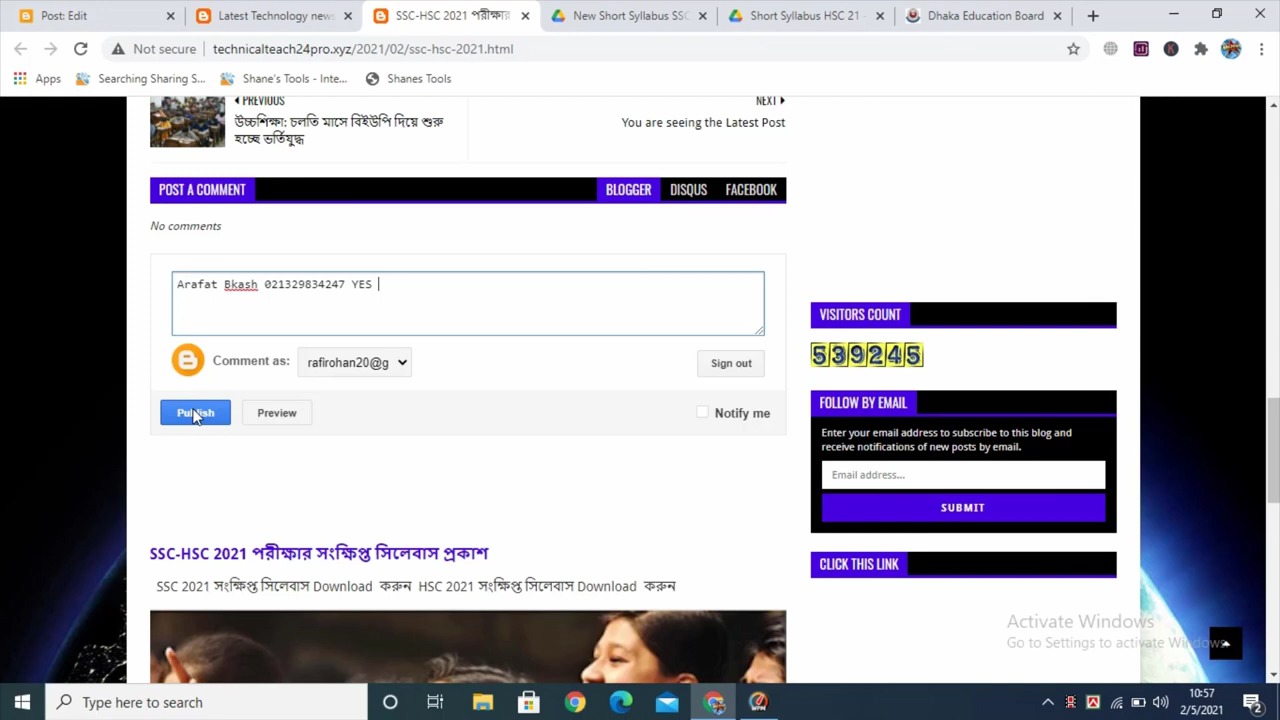 Post: Edit
Latest Technology news
SSC-HSC 2021 পরীক্ষার
New Short Syllabus SSC
Short Syllabus HSC 21 -
Dhaka Education Board
Not secure
technicalteach24pro.xyz/2021/02/ssc-hsc-2021.html
Apps
Searching Sharing S...
Shane's Tools - Inte...
Shanes Tools
PREVIOUS
উচ্চশিক্ষা: চলতি মাসে বিইউপি দিয়ে শুরু
হচ্ছে ভর্তিযুদ্ধ
NEXT
You are seeing the Latest Post
POST A COMMENT
BLOGGER
DISQUS
FACEBOOK
No comments
Arafat Bkash 021329834247 YES
Comment as:
rafirohan20@g
Sign out
Publish
Preview
Notify me
VISITORS COUNT
539245
FOLLOW BY EMAIL
Enter your email address to subscribe to this blog and
receive notifications of new posts by email.
Email address...
SUBMIT
CLICK THIS LINK
SSC-HSC 2021 পরীক্ষার সংক্ষিপ্ত সিলেবাস প্রকাশ
SSC 2021 সংক্ষিপ্ত সিলেবাস Download করুন HSC 2021 সংক্ষিপ্ত সিলেবাস Download করুন
Activate Windows
Go to Settings to activate Windows.
Type here to search
WPM
10:57
2/5/2021
2